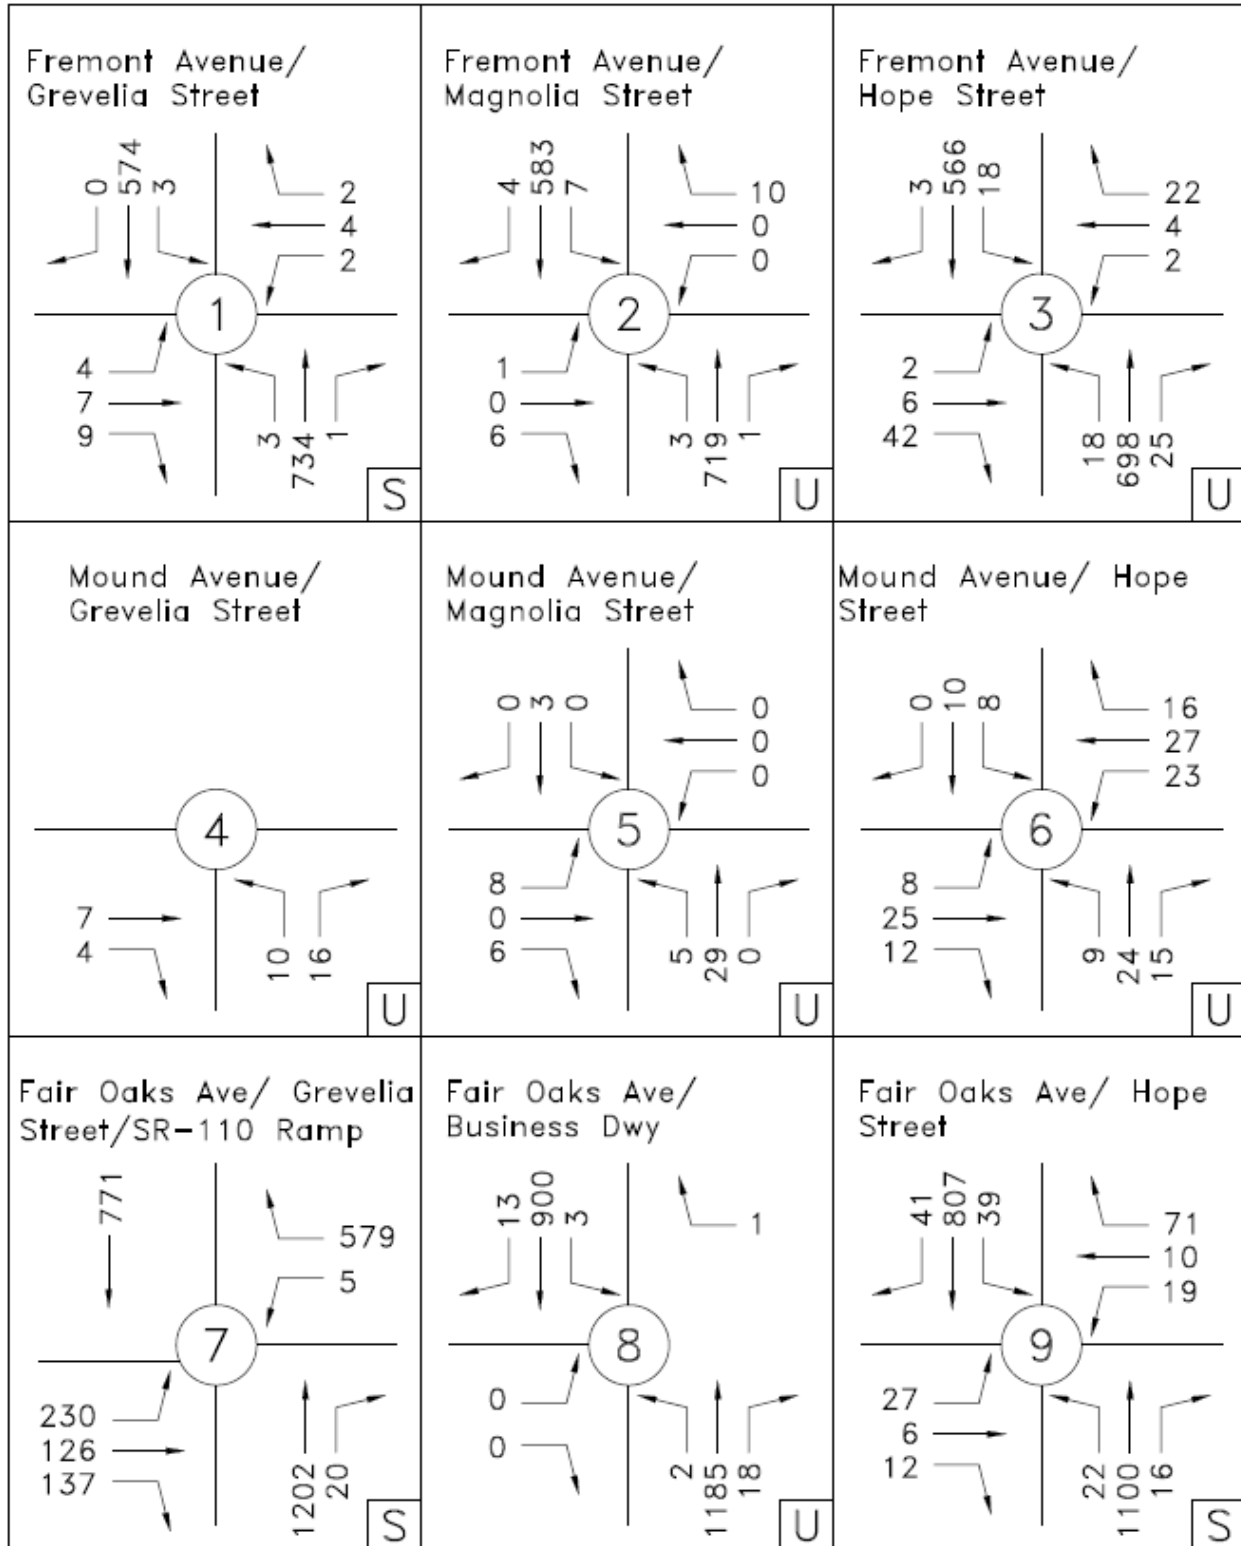 Fremont Avenue/
Grevelia Street
0 574 3
2
4
2
1
4
7
9
3 734 1
S
Fremont Avenue/
Magnolia Street
4 583 7
10
0
0
2
1
0
6
3 719 1
U
Fremont Avenue/
Hope Street
3 566 18
22
4
2
3
2
6
42
18 698 25
U
Mound Avenue/
Grevelia Street
4
7
4
10 16
U
Mound Avenue/
Magnolia Street
0 3 0
0
0
0
5
8
0
6
5 29 0
U
Mound Avenue/ Hope
Street
0 10 8
16
27
23
6
8
25
12
9 24 15
U
Fair Oaks Ave/ Grevelia
Street/SR-110 Ramp
771
579
5
7
230
126
137
1202 20
S
Fair Oaks Ave/
Business Dwy
13 900 3
1
8
0
0
2 1185 18
U
Fair Oaks Ave/ Hope
Street
41 807 39
71
10
19
9
27
6
12
22 1100 16
S